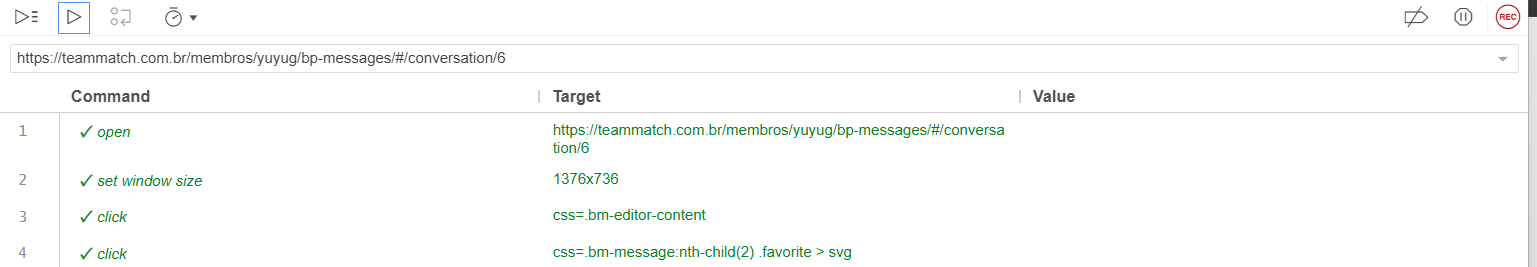 REC
https://teammatch.com.br/membros/yuyug/bp-messages/#/conversation/6
Command Target Value
1 ✓ open https://teammatch.com.br/membros/yuyug/bp-messages/#/conversa
tion/6
2 ✓ set window size 1376x736
3 ✓ click css=.bm-editor-content
4 ✓ click css=.bm-message:nth-child(2) .favorite > svg